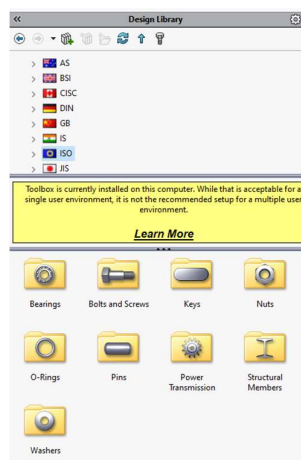 Design Library
AS
BSI
CISC
DIN
GB
IS
ISO
JIS
Toolbox is currently installed on this computer. While that is acceptable for a
single user environment, it is not the recommended setup for a multiple user
environment.
Learn More
Bearings
Bolts and Screws
Keys
Nuts
O-Rings
Pins
Power
Transmission
Structural
Members
Washers